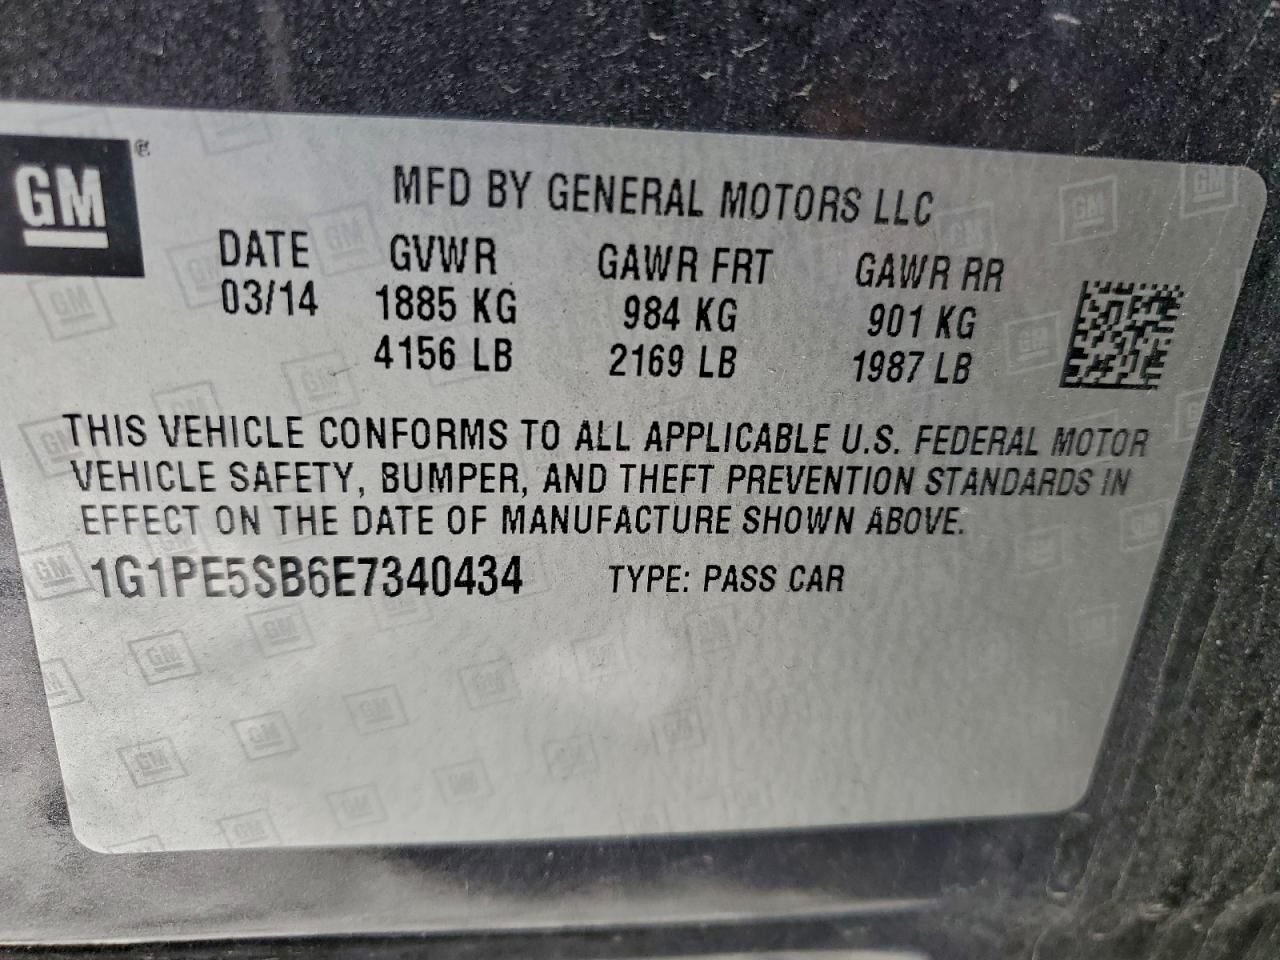 GM®
MFD BY GENERAL MOTORS LLC
DATE GVWR GAWR FRT GAWR RR
03/14 1885 KG 984 KG 901 KG
4156 LB 2169 LB 1987 LB
THIS VEHICLE CONFORMS TO ALL APPLICABLE U.S. FEDERAL MOTOR
VEHICLE SAFETY, BUMPER, AND THEFT PREVENTION STANDARDS IN
EFFECT ON THE DATE OF MANUFACTURE SHOWN ABOVE.
1G1PE5SB6E7340434 TYPE: PASS CAR